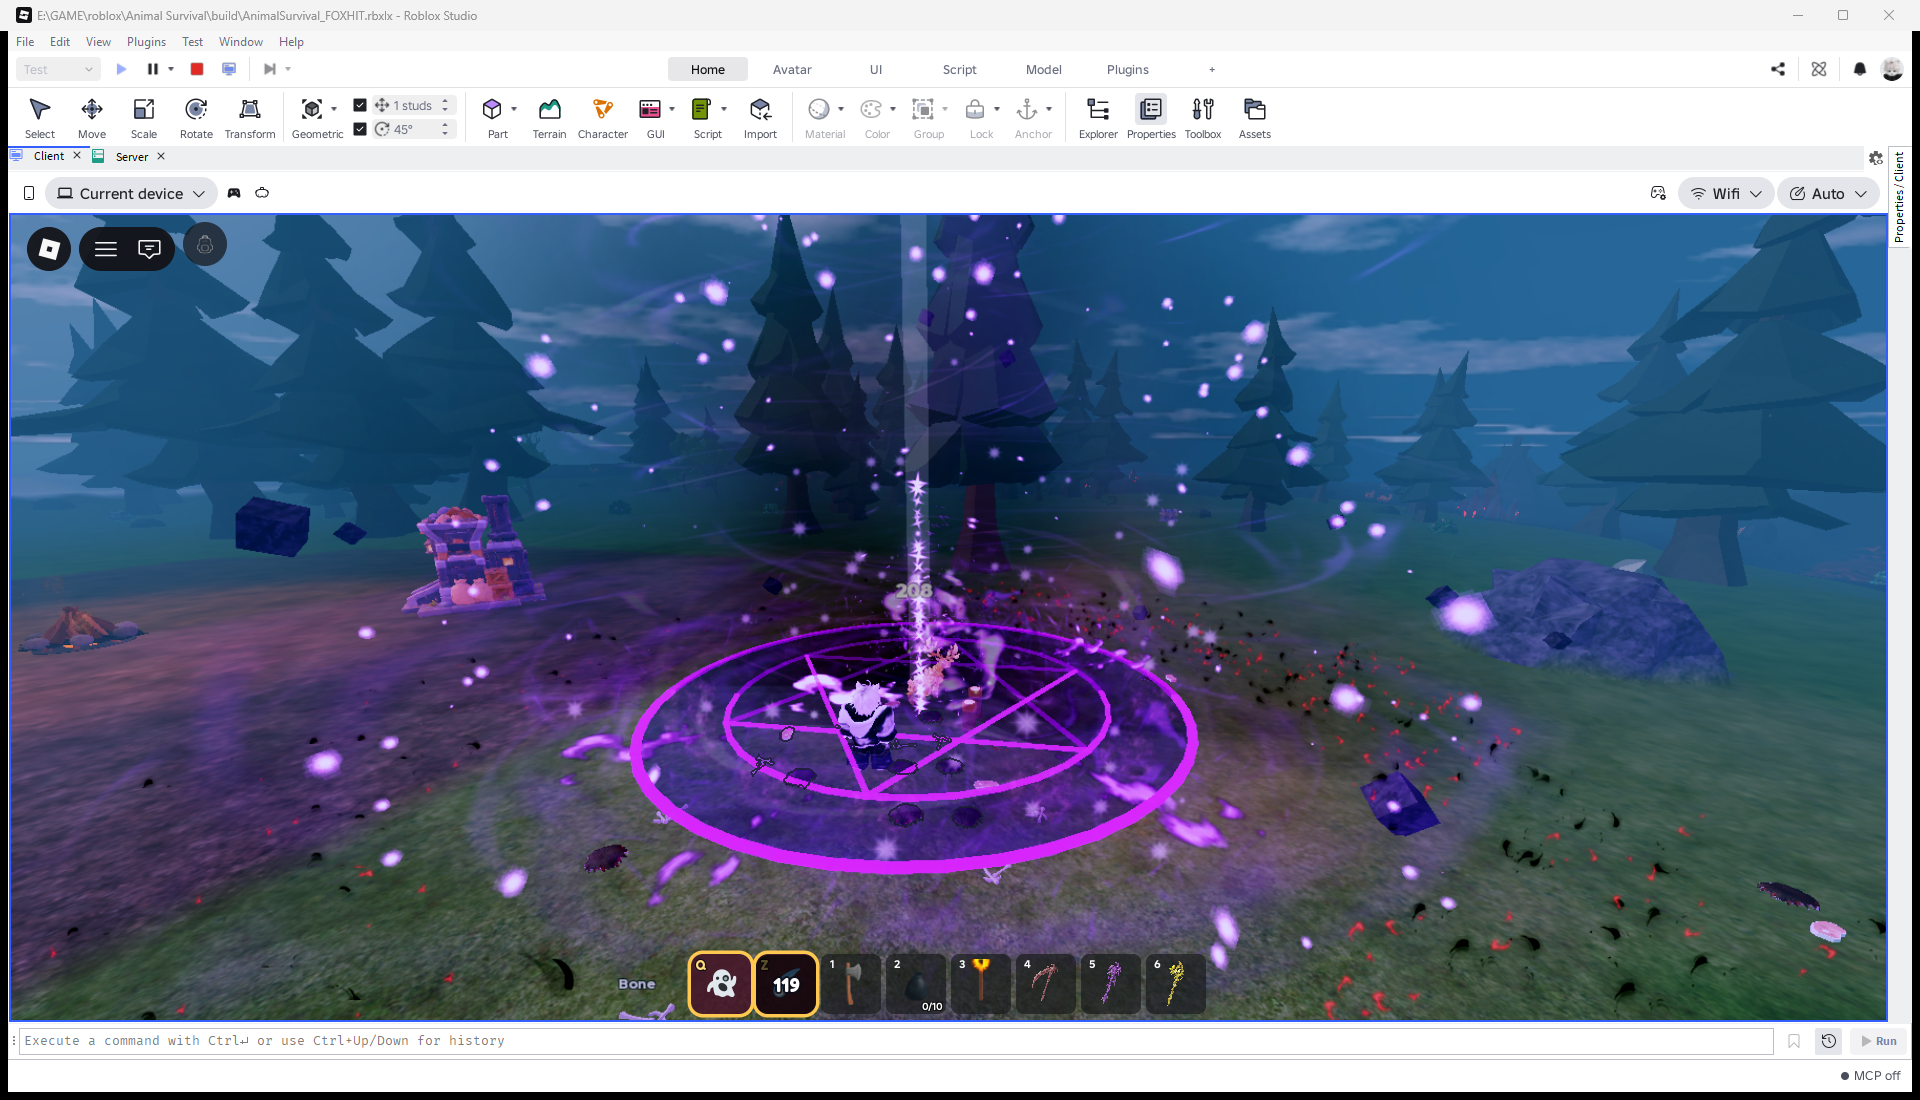 E:\GAME\roblox\Animal Survival\build\AnimalSurvival_FOXHIT.rbxlx - Roblox Studio
File Edit View Plugins Test Window Help
Test
Home Avatar UI Script Model Plugins +
Select Move Scale Rotate Transform Geometric 1 studs 45° Part Terrain Character GUI Script Import Material Color Group Lock Anchor Explorer Properties Toolbox Assets
Client Server
Current device Wifi Auto
Properties / Client
208
Bone
Q Z 119 1 2 0/10 3 4 5 6
Execute a command with Ctrl↵ or use Ctrl+Up/Down for history
Run
MCP off